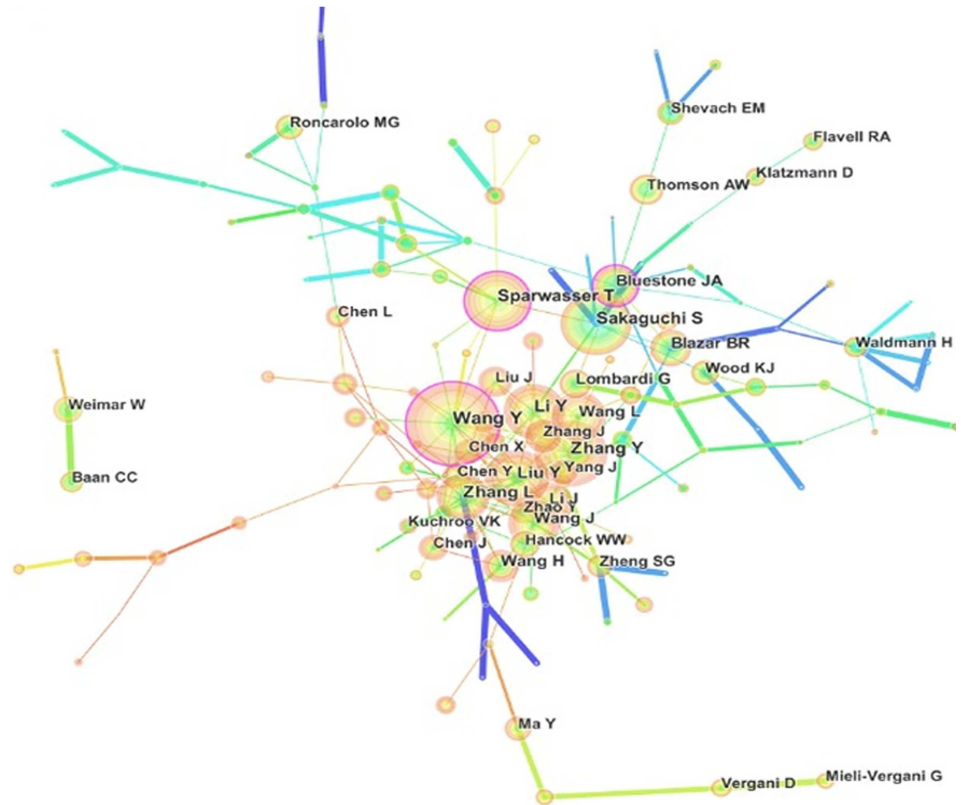 Shevach EM
Roncarolo MG
Flavell RA
Klatzmann D
Thomson AW
Bluestone JA
Sparwasser T
Chen L
Sakaguchi S
Blazar BR
Waldmann H
Wood KJ
Liu J
Lombardi G
Weimar W
Wang Y
Li Y
Wang L
Zhang J
Chen X
Zhang Y
Chen Y
Liu Y
Yang J
Baan CC
Zhang L
Li J
Zhao Y
Kuchroo VK
Wang J
Chen J
Hancock WW
Wang H
Zheng SG
Ma Y
Vergani D
Mieli-Vergani G